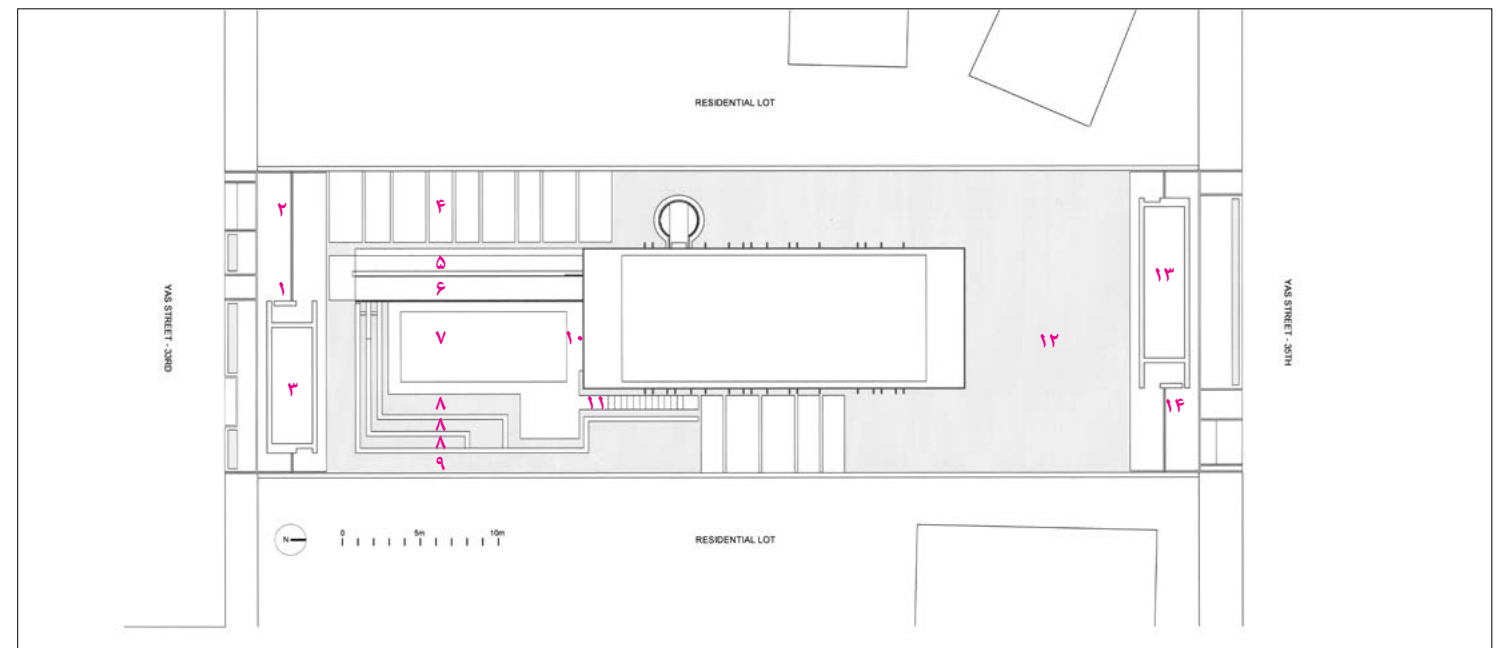 RESIDENTIAL LOT
۲
۴
۵
۱
۶
۷
۱۰
۳
۸
۱۱
۸
۸
۹
۱۲
۱۳
۱۴
YAS STREET - 33RD
YAS STREET - 35TH
N
0 5m 10m
RESIDENTIAL LOT